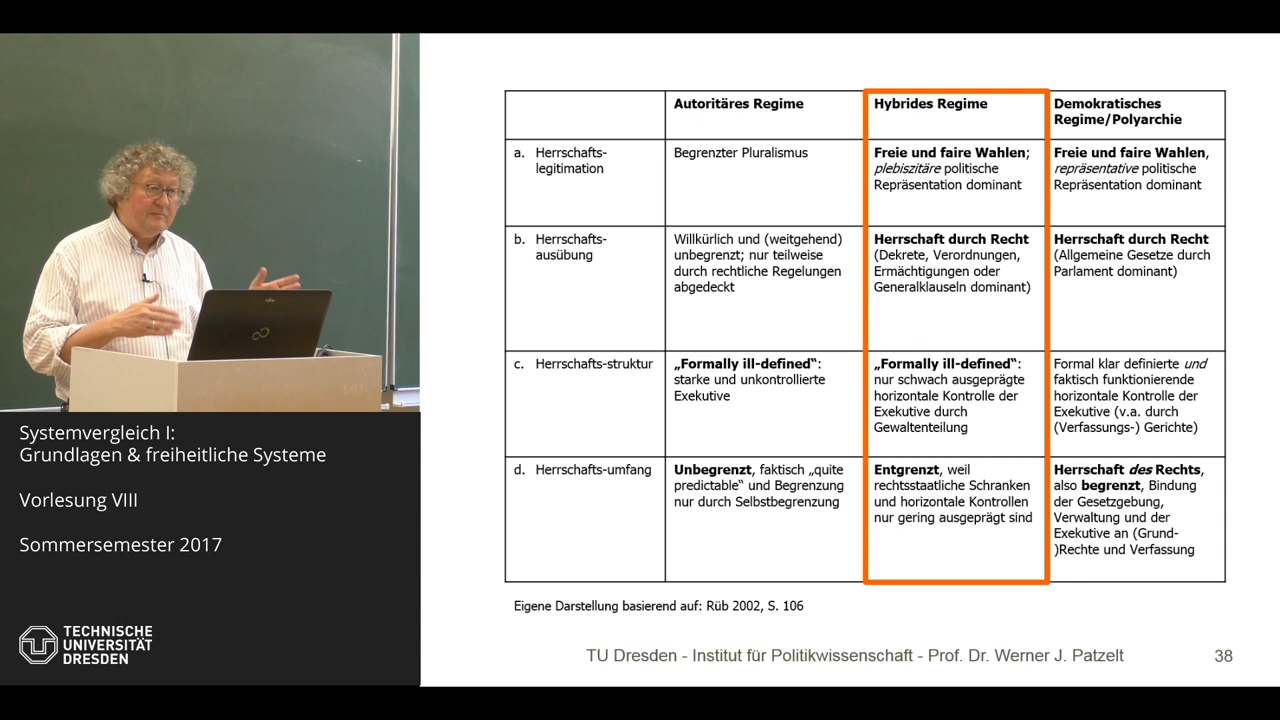 Autoritäres Regime
Hybrides Regime
Demokratisches
Regime/Polyarchie
a. Herrschafts-
legitimation
Begrenzter Pluralismus
Freie und faire Wahlen;
plebiszitäre politische
Repräsentation dominant
Freie und faire Wahlen,
repräsentative politische
Repräsentation dominant
b. Herrschafts-
ausübung
Willkürlich und (weitgehend)
unbegrenzt; nur teilweise
durch rechtliche Regelungen
abgedeckt
Herrschaft durch Recht
(Dekrete, Verordnungen,
Ermächtigungen oder
Generalklauseln dominant)
Herrschaft durch Recht
(Allgemeine Gesetze durch
Parlament dominant)
c. Herrschafts-struktur
„Formally ill-defined“:
starke und unkontrollierte
Exekutive
„Formally ill-defined“:
nur schwach ausgeprägte
horizontale Kontrolle der
Exekutive durch
Gewaltenteilung
Formal klar definierte und
faktisch funktionierende
horizontale Kontrolle der
Exekutive (v.a. durch
(Verfassungs-) Gerichte)
d. Herrschafts-umfang
Unbegrenzt, faktisch „quite
predictable“ und Begrenzung
nur durch Selbstbegrenzung
Entgrenzt, weil
rechtsstaatliche Schranken
und horizontale Kontrollen
nur gering ausgeprägt sind
Herrschaft des Rechts,
also begrenzt, Bindung
der Gesetzgebung,
Verwaltung und der
Exekutive an (Grund-
)Rechte und Verfassung
Eigene Darstellung basierend auf: Rüb 2002, S. 106
TU Dresden - Institut für Politikwissenschaft - Prof. Dr. Werner J. Patzelt
38
Systemvergleich I:
Grundlagen & freiheitliche Systeme
Vorlesung VIII
Sommersemester 2017
TECHNISCHE
UNIVERSITÄT
DRESDEN